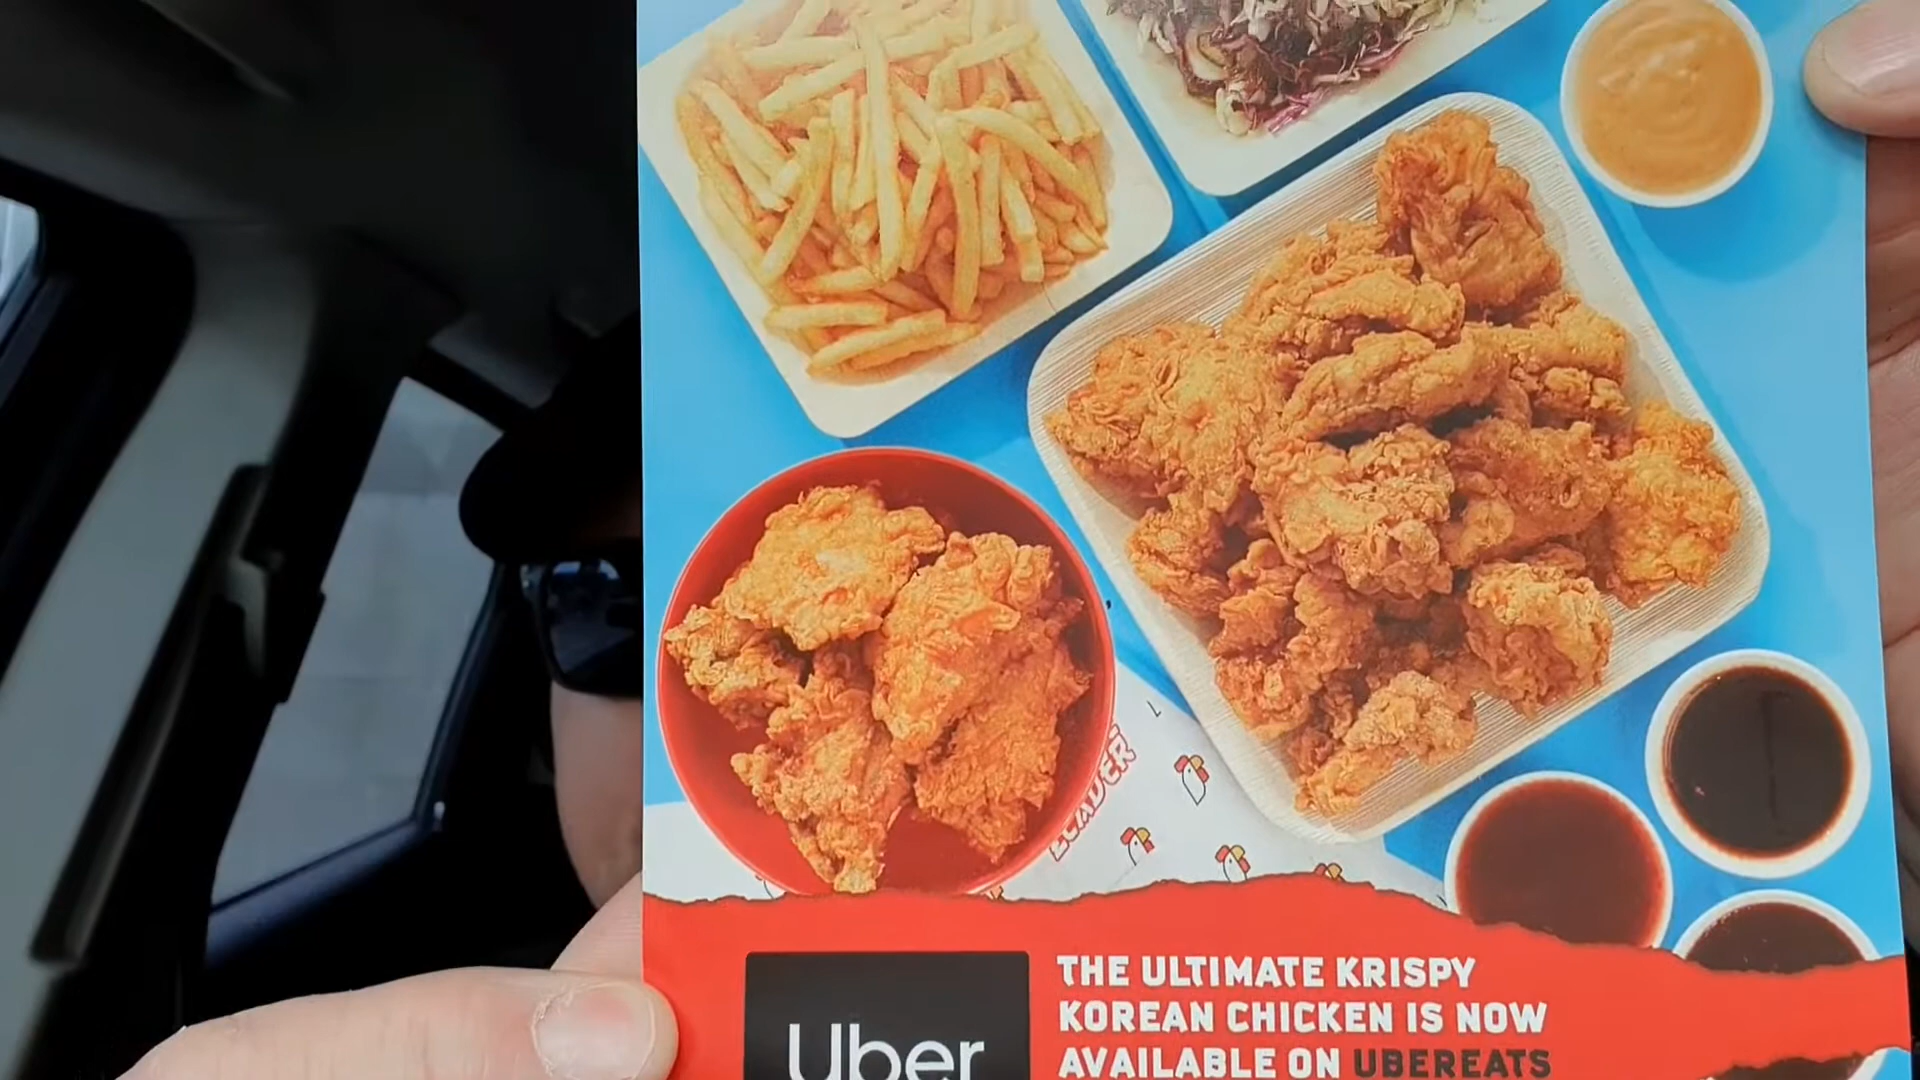 Uber
THE ULTIMATE KRISPY
KOREAN CHICKEN IS NOW
AVAILABLE ON UBEREATS